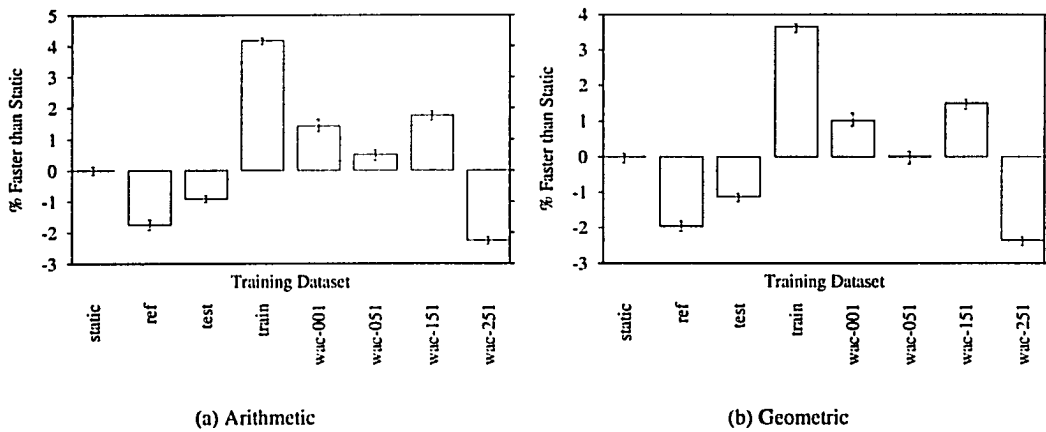 % Faster than Static
5
4
3
2
1
0
-1
-2
-3
Training Dataset
static
ref
test
train
wac-001
wac-051
wac-151
wac-251
(a) Arithmetic
% Faster than Static
4
3
2
1
0
-1
-2
-3
Training Dataset
static
ref
test
train
wac-001
wac-051
wac-151
wac-251
(b) Geometric